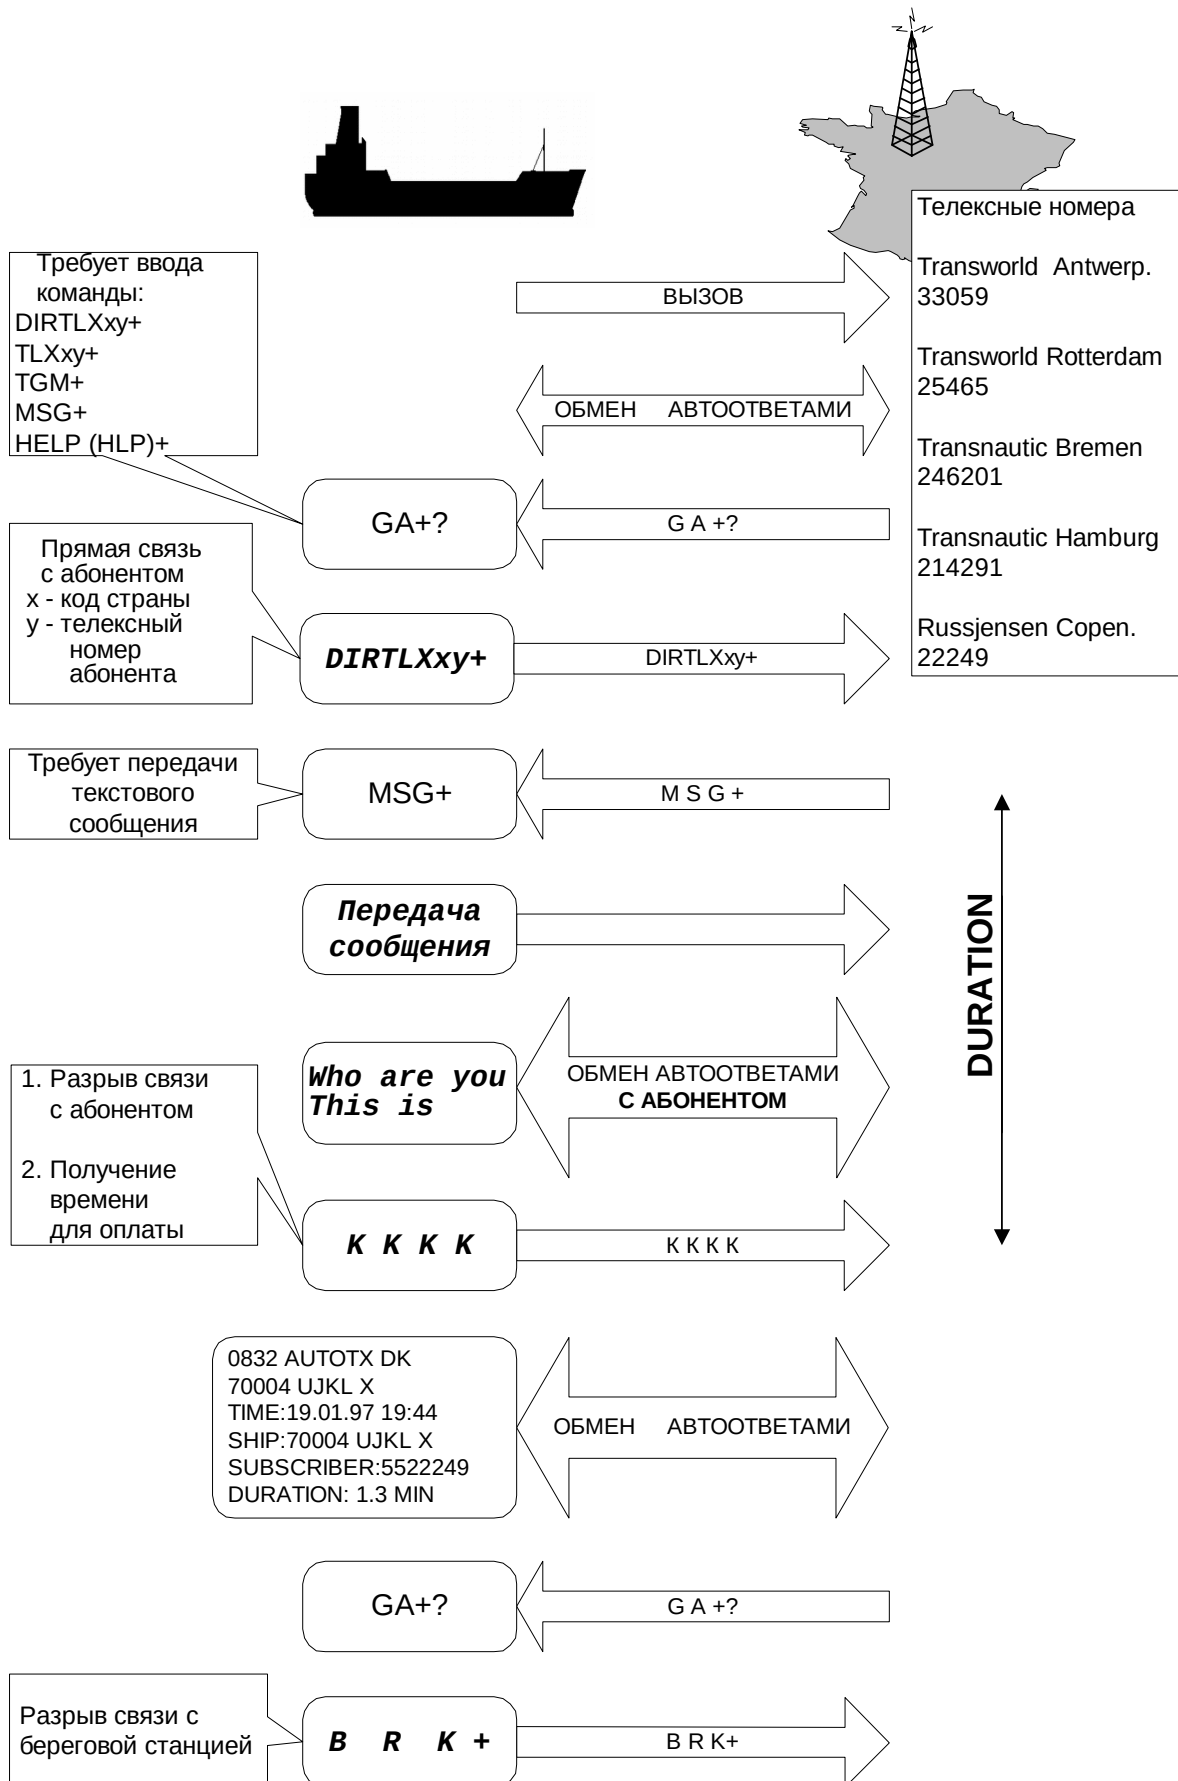 Телексные номера
Transworld Antwerp.
33059
Transworld Rotterdam
25465
Transnautic Bremen
246201
Transnautic Hamburg
214291
Russjensen Copen.
22249
Требует ввода
команды:
DIRTLXxy+
TLXxy+
TGM+
MSG+
HELP (HLP)+
ВЫЗОВ
ОБМЕН АВТООТВЕТАМИ
GA+?
G A +?
Прямая связь
с абонентом
x - код страны
y - телексный
номер
абонента
DIRTLXxy+
DIRTLXxy+
Требует передачи
текстового
сообщения
MSG+
M S G +
Передача
сообщения
DURATION
Who are you
This is
ОБМЕН АВТООТВЕТАМИ
С АБОНЕНТОМ
1. Разрыв связи
с абонентом
2. Получение
времени
для оплаты
K K K K
K K K K
0832 AUTOTX DK
70004 UJKL X
TIME:19.01.97 19:44
SHIP:70004 UJKL X
SUBSCRIBER:5522249
DURATION: 1.3 MIN
ОБМЕН АВТООТВЕТАМИ
GA+?
G A +?
Разрыв связи с
береговой станцией
B R K +
B R K+